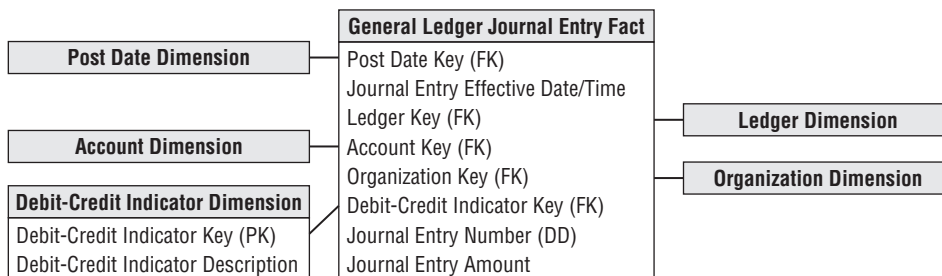 Post Date Dimension
Account Dimension
Debit-Credit Indicator Dimension
Debit-Credit Indicator Key (PK)
Debit-Credit Indicator Description
General Ledger Journal Entry Fact
Post Date Key (FK)
Journal Entry Effective Date/Time
Ledger Key (FK)
Account Key (FK)
Organization Key (FK)
Debit-Credit Indicator Key (FK)
Journal Entry Number (DD)
Journal Entry Amount
Ledger Dimension
Organization Dimension